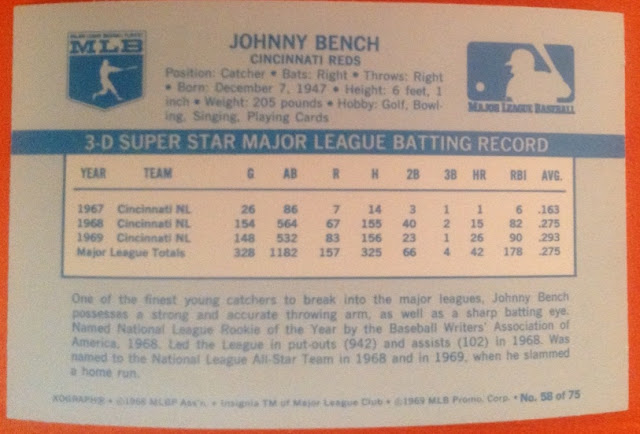 MAJOR LEAGUE BASEBALL PLAYERS
MLB
JOHNNY BENCH
CINCINNATI REDS
Position: Catcher • Bats: Right • Throws: Right
• Born: December 7, 1947 • Height: 6 feet, 1
inch • Weight: 205 pounds • Hobby: Golf, Bowl-
ing, Singing, Playing Cards
MAJOR LEAGUE BASEBALL
3-D SUPER STAR MAJOR LEAGUE BATTING RECORD
YEAR TEAM G AB R H 2B 3B HR RBI AVG.
1967 Cincinnati NL 26 86 7 14 3 1 1 6 .163
1968 Cincinnati NL 154 564 67 155 40 2 15 82 .275
1969 Cincinnati NL 148 532 83 156 23 1 26 90 .293
Major League Totals 328 1182 157 325 66 4 42 178 .275
One of the finest young catchers to break into the major leagues, Johnny Bench
possesses a strong and accurate throwing arm, as well as a sharp batting eye.
Named National League Rookie of the Year by the Baseball Writers' Association of
America, 1968. Led the League in put-outs (942) and assists (102) in 1968. Was
named to the National League All-Star Team in 1968 and in 1969, when he slammed
a home run.
XOGRAPH® • ©1968 MLBP Ass'n. • Insignia TM of Major League Club • ©1969 MLB Promo. Corp. • No. 58 of 75